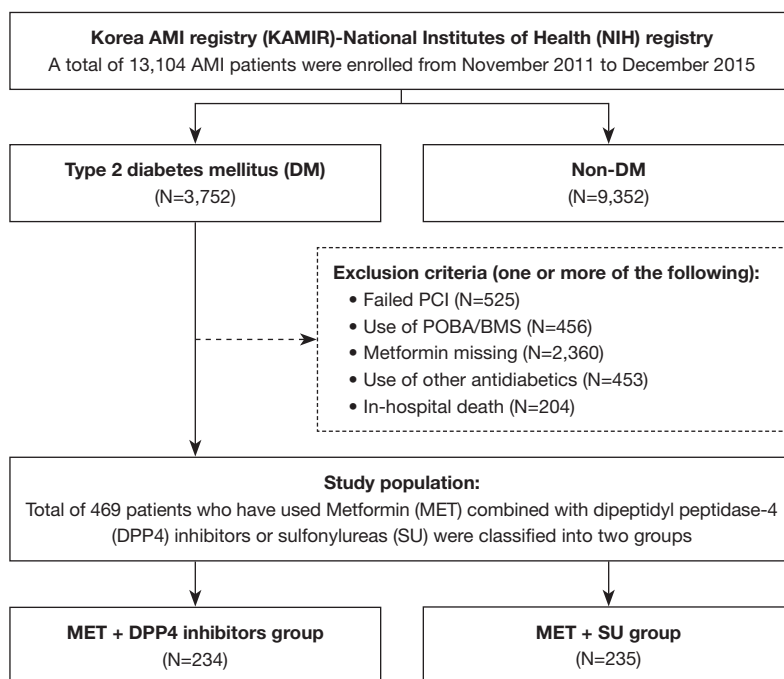 Korea AMI registry (KAMIR)-National Institutes of Health (NIH) registry
A total of 13,104 AMI patients were enrolled from November 2011 to December 2015
Type 2 diabetes mellitus (DM)
(N=3,752)
Non-DM
(N=9,352)
Exclusion criteria (one or more of the following):
• Failed PCI (N=525)
• Use of POBA/BMS (N=456)
• Metformin missing (N=2,360)
• Use of other antidiabetics (N=453)
• In-hospital death (N=204)
Study population:
Total of 469 patients who have used Metformin (MET) combined with dipeptidyl peptidase-4
(DPP4) inhibitors or sulfonylureas (SU) were classified into two groups
MET + DPP4 inhibitors group
(N=234)
MET + SU group
(N=235)